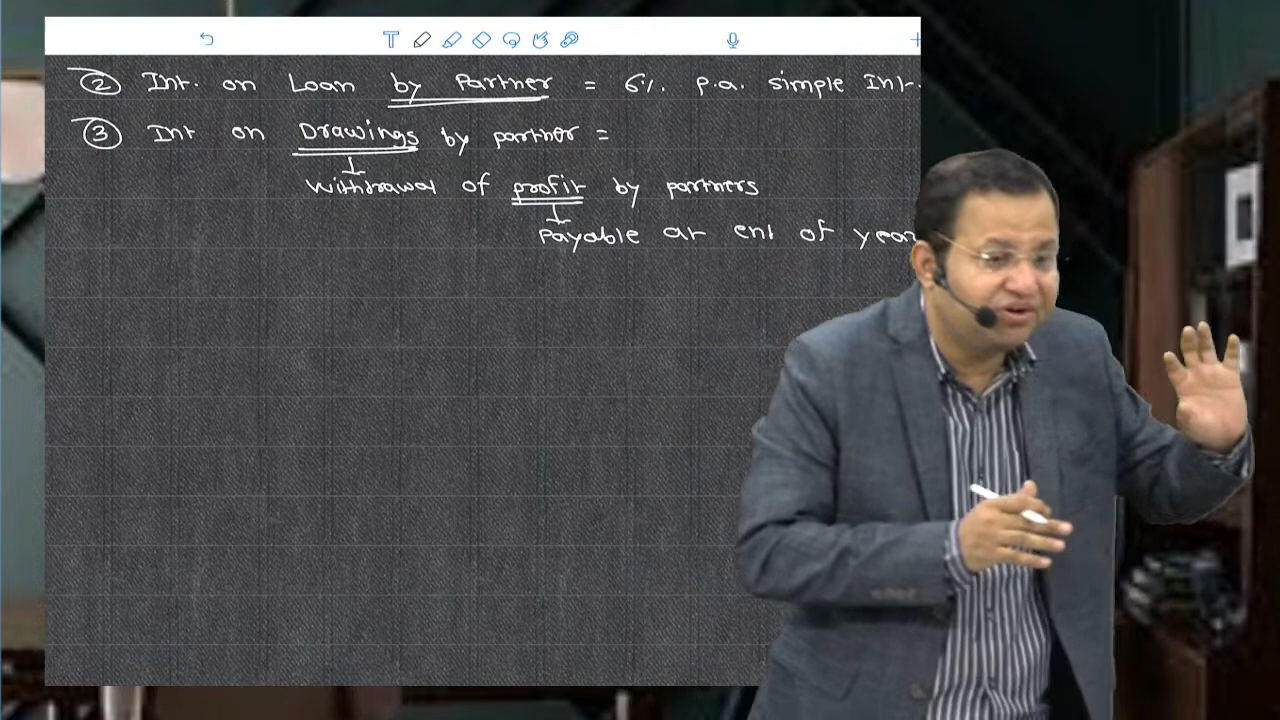 ② Int. on Loan by Partner = 6%. p.a. simple Int.
③ Int on Drawings by partner =
withdrawal of profit by partners
Payable at end of year